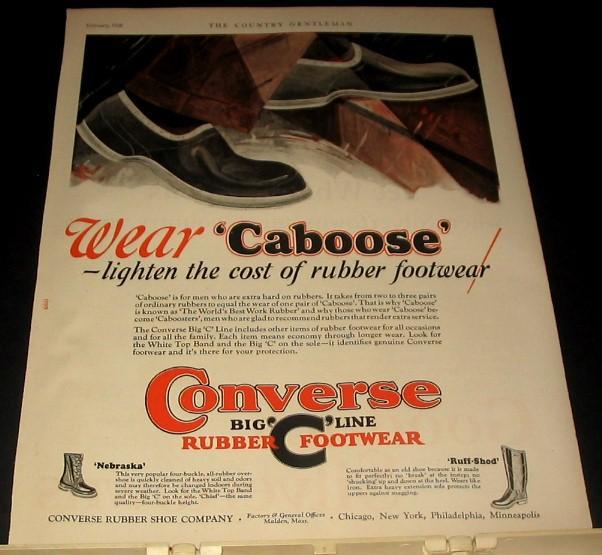 February, 1926
THE COUNTRY GENTLEMAN
Wear 'Caboose'
—lighten the cost of rubber footwear
'Caboose' is for men who are extra hard on rubbers. It takes from two to three pairs
of ordinary rubbers to equal the wear of one pair of 'Caboose'. That is why 'Caboose'
is known as 'The World's Best Work Rubber' and why those who wear 'Caboose' be-
come 'Caboosters', men who are glad to recommend rubbers that render extra service.
The Converse Big 'C' Line includes other items of rubber footwear for all occasions
and for all the family. Each item means economy through longer wear. Look for
the White Top Band and the Big 'C' on the sole—it identifies genuine Converse
footwear and it's there for your protection.
Converse
BIG 'C' LINE
RUBBER FOOTWEAR
'Nebraska'
This very popular four-buckle, all-rubber over-
shoe is quickly cleaned of heavy soil and odors
and may therefore be changed indoors during
severe weather. Look for the White Top Band
and the Big 'C' on the sole. 'Chief'—the same
quality—four-buckle height.
'Ruff-Shod'
Comfortable as an old shoe because it is made
to fit perfectly; no 'break' at the instep; no
'shucking' up and down at the heel. Wears like
iron. Extra heavy extension sole protects the
uppers against snagging.
CONVERSE RUBBER SHOE COMPANY · Factory & General Offices Malden, Mass. · Chicago, New York, Philadelphia, Minneapolis